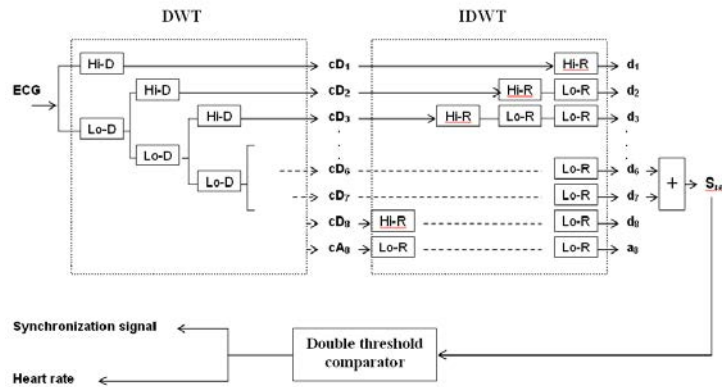 DWT IDWT
Hi-D cD1 Hi-R d1
ECG Hi-D cD2 Hi-R Lo-R d2
Hi-D cD3 Hi-R Lo-R Lo-R d3
Lo-D
Lo-D
Lo-D
cD6 Lo-R d6
+
cD7 Lo-R d7
cD8 Hi-R Lo-R d8
cA8 Lo-R Lo-R a8
Synchronization signal
Double threshold
comparator
Heart rate